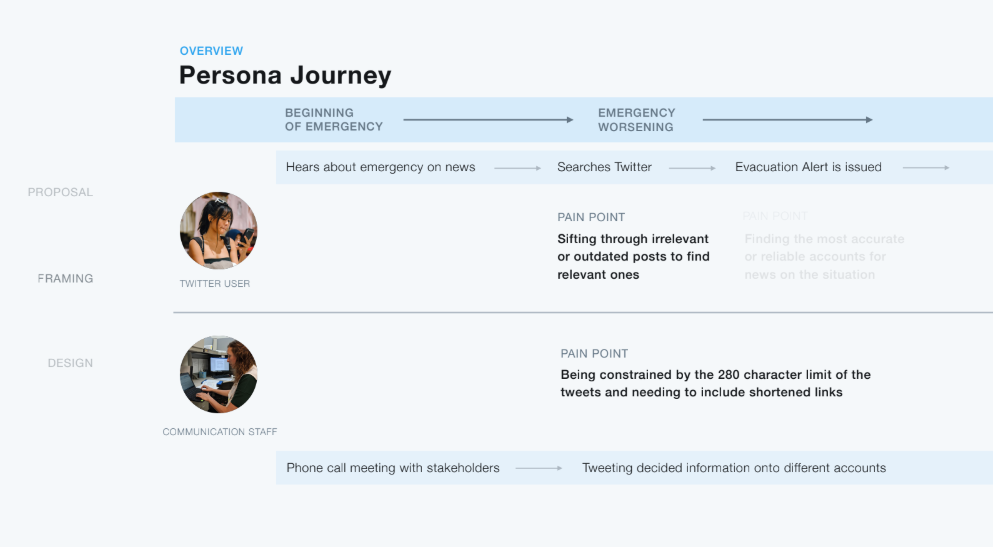 OVERVIEW
Persona Journey
BEGINNING
OF EMERGENCY
EMERGENCY
WORSENING
Hears about emergency on news
Searches Twitter
Evacuation Alert is issued
PROPOSAL
FRAMING
DESIGN
TWITTER USER
PAIN POINT
Sifting through irrelevant
or outdated posts to find
relevant ones
PAIN POINT
Finding the most accurate
or reliable accounts for
news on the situation
COMMUNICATION STAFF
PAIN POINT
Being constrained by the 280 character limit of the
tweets and needing to include shortened links
Phone call meeting with stakeholders
Tweeting decided information onto different accounts